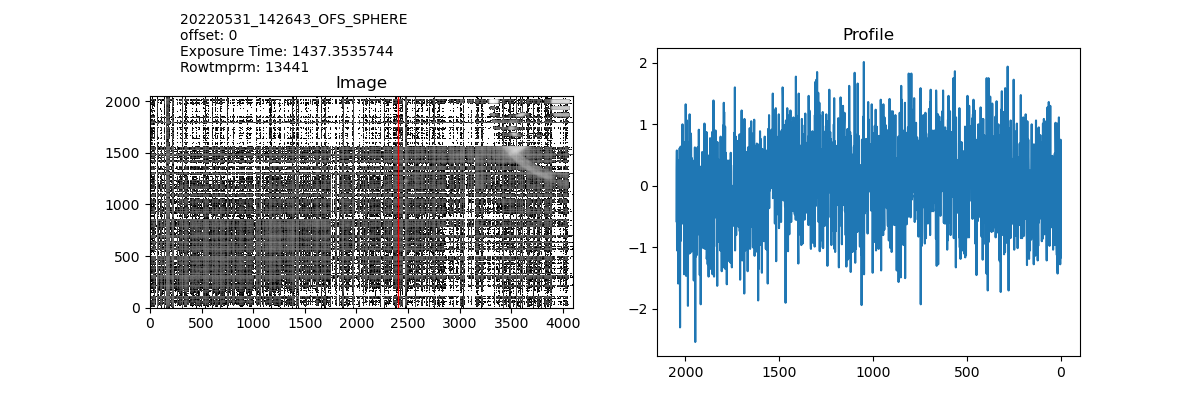 20220531_142643_OFS_SPHERE
offset: 0
Exposure Time: 1437.3535744
Rowtmprm: 13441
Image
2000
1500
1000
500
0
0 500 1000 1500 2000 2500 3000 3500 4000
Profile
2
1
0
−1
−2
2000 1500 1000 500 0